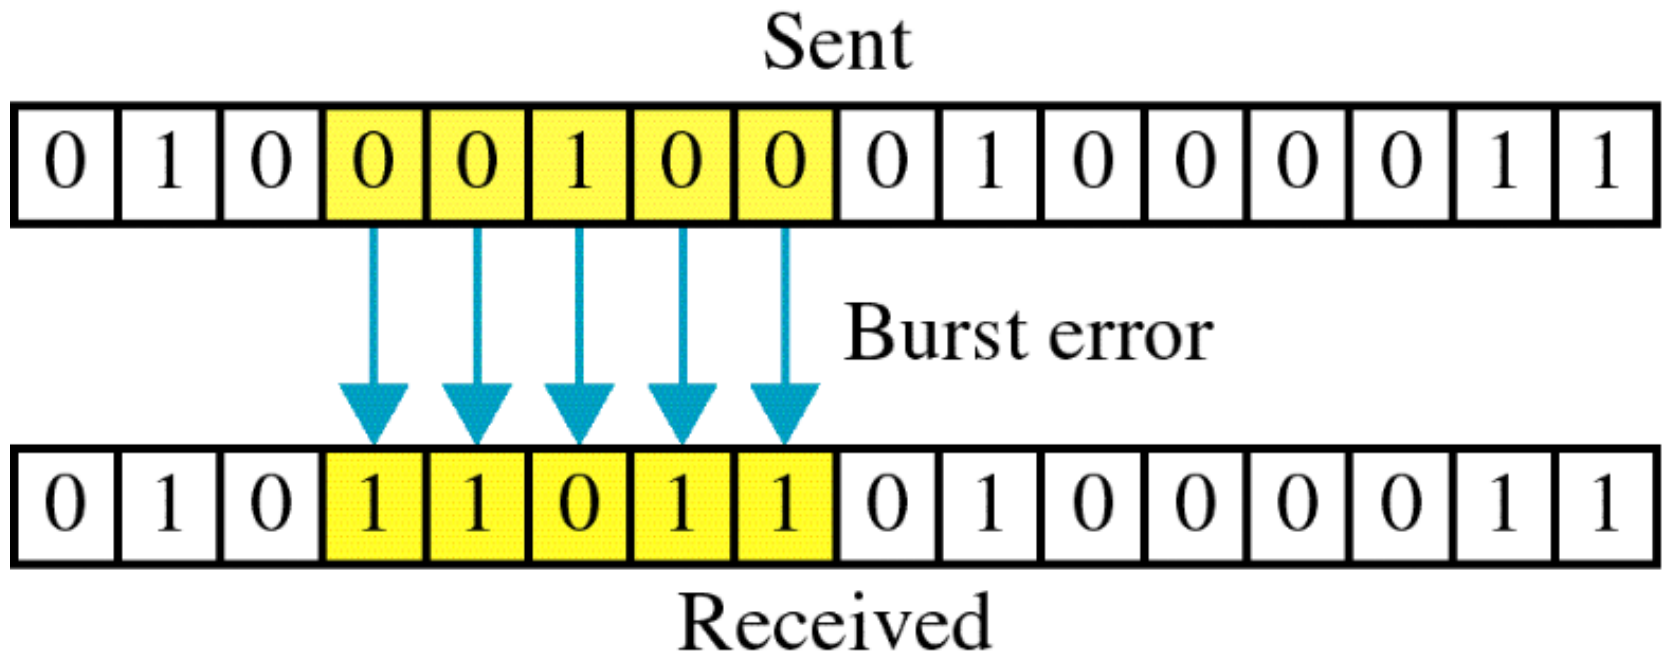 Sent
0 1 0 0 0 1 0 0 0 1 0 0 0 0 1 1
Burst error
0 1 0 1 1 0 1 1 0 1 0 0 0 0 1 1
Received